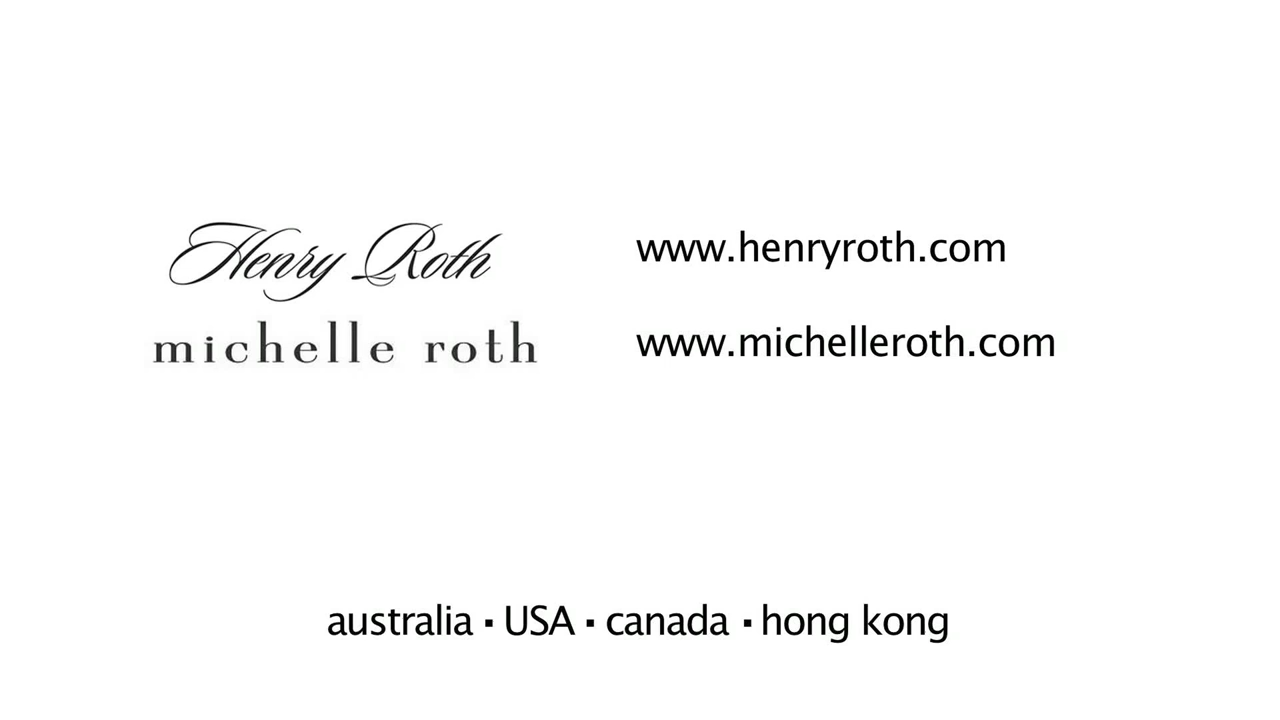 Henry Roth
michelle roth
www.henryroth.com
www.michelleroth.com
australia ▪ USA ▪ canada ▪ hong kong